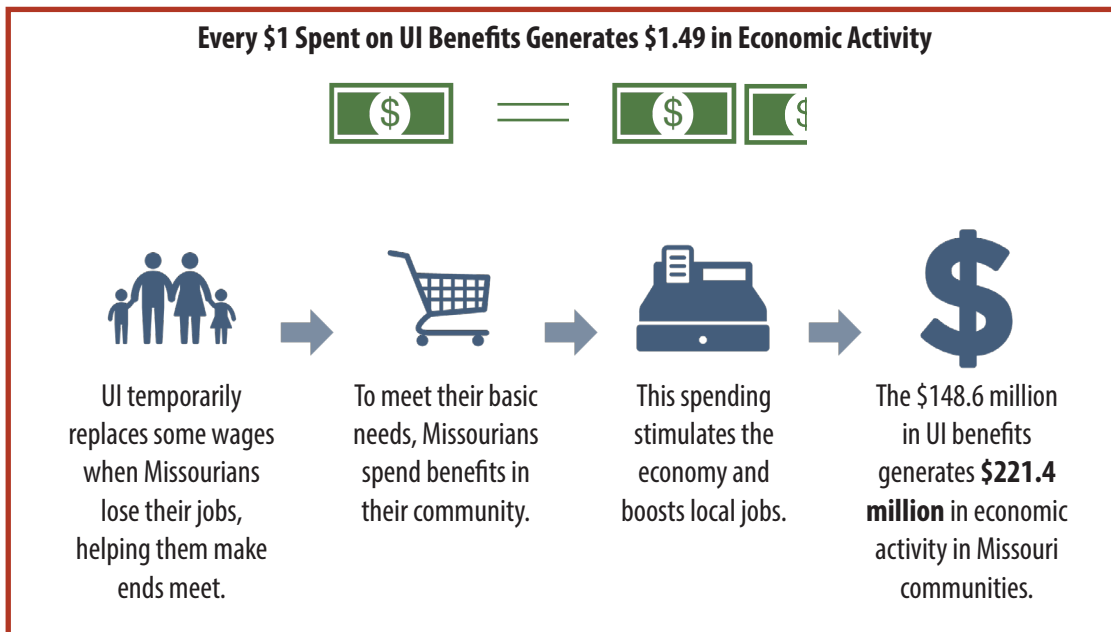 Every $1 Spent on UI Benefits Generates $1.49 in Economic Activity
$ $ $
$
UI temporarily
replaces some wages
when Missourians
lose their jobs,
helping them make
ends meet.
To meet their basic
needs, Missourians
spend benefits in
their community.
This spending
stimulates the
economy and
boosts local jobs.
The $148.6 million
in UI benefits
generates $221.4
million in economic
activity in Missouri
communities.